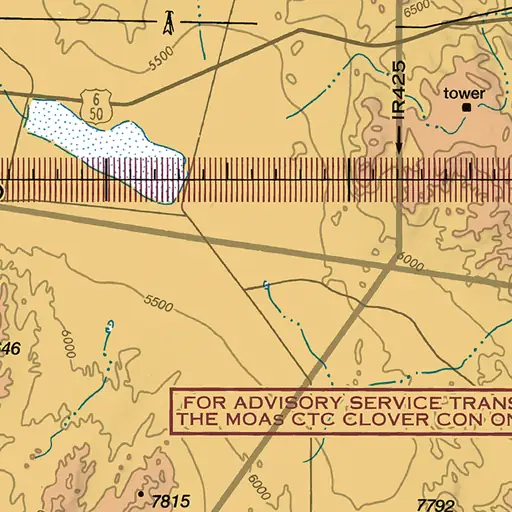 6500
5500
IR425
6
50
tower
6000
5500
6000
FOR ADVISORY SERVICE TRANS
THE MOAs CTC CLOVER CON ON
6000
7815
7792